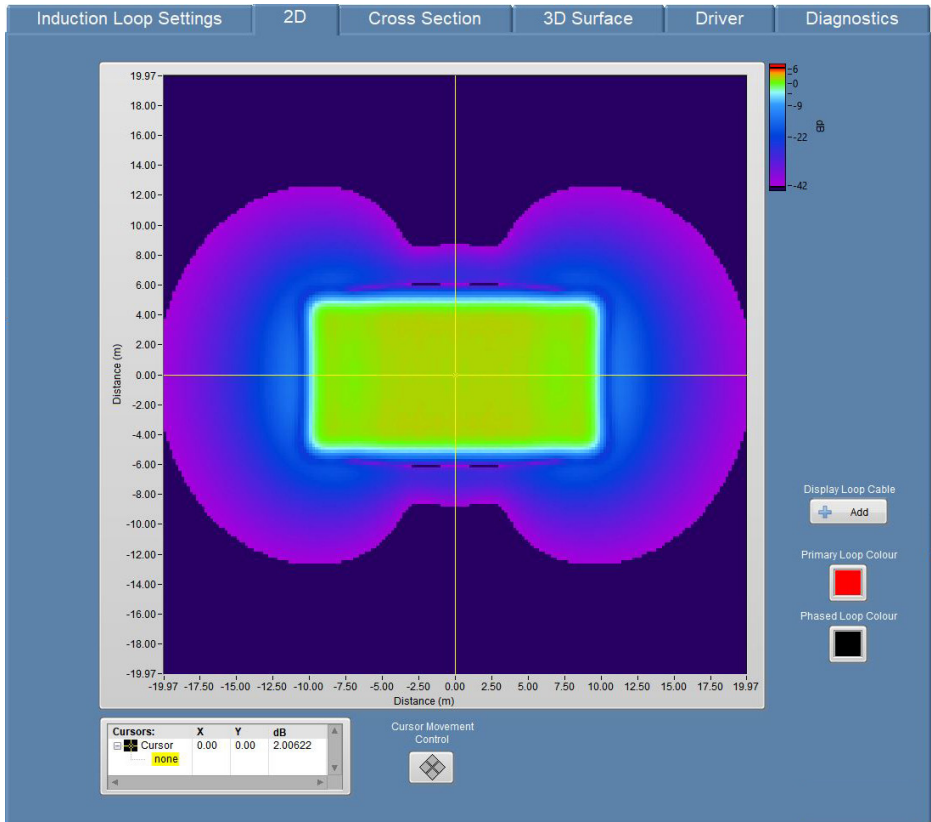 Induction Loop Settings
2D
Cross Section
3D Surface
Driver
Diagnostics
19.97
18.00
16.00
14.00
12.00
10.00
8.00
6.00
4.00
2.00
0.00
-2.00
-4.00
-6.00
-8.00
-10.00
-12.00
-14.00
-16.00
-18.00
-19.97
Distance (m)
-19.97 -17.50 -15.00 -12.50 -10.00 -7.50 -5.00 -2.50 0.00 2.50 5.00 7.50 10.00 12.50 15.00 17.50 19.97
Distance (m)
-6
-0
-9
-22
-42
dB
Display Loop Cable
Add
Primary Loop Colour
Phased Loop Colour
Cursors: X Y dB
Cursor 0.00 0.00 2.00622
none
Cursor Movement
Control